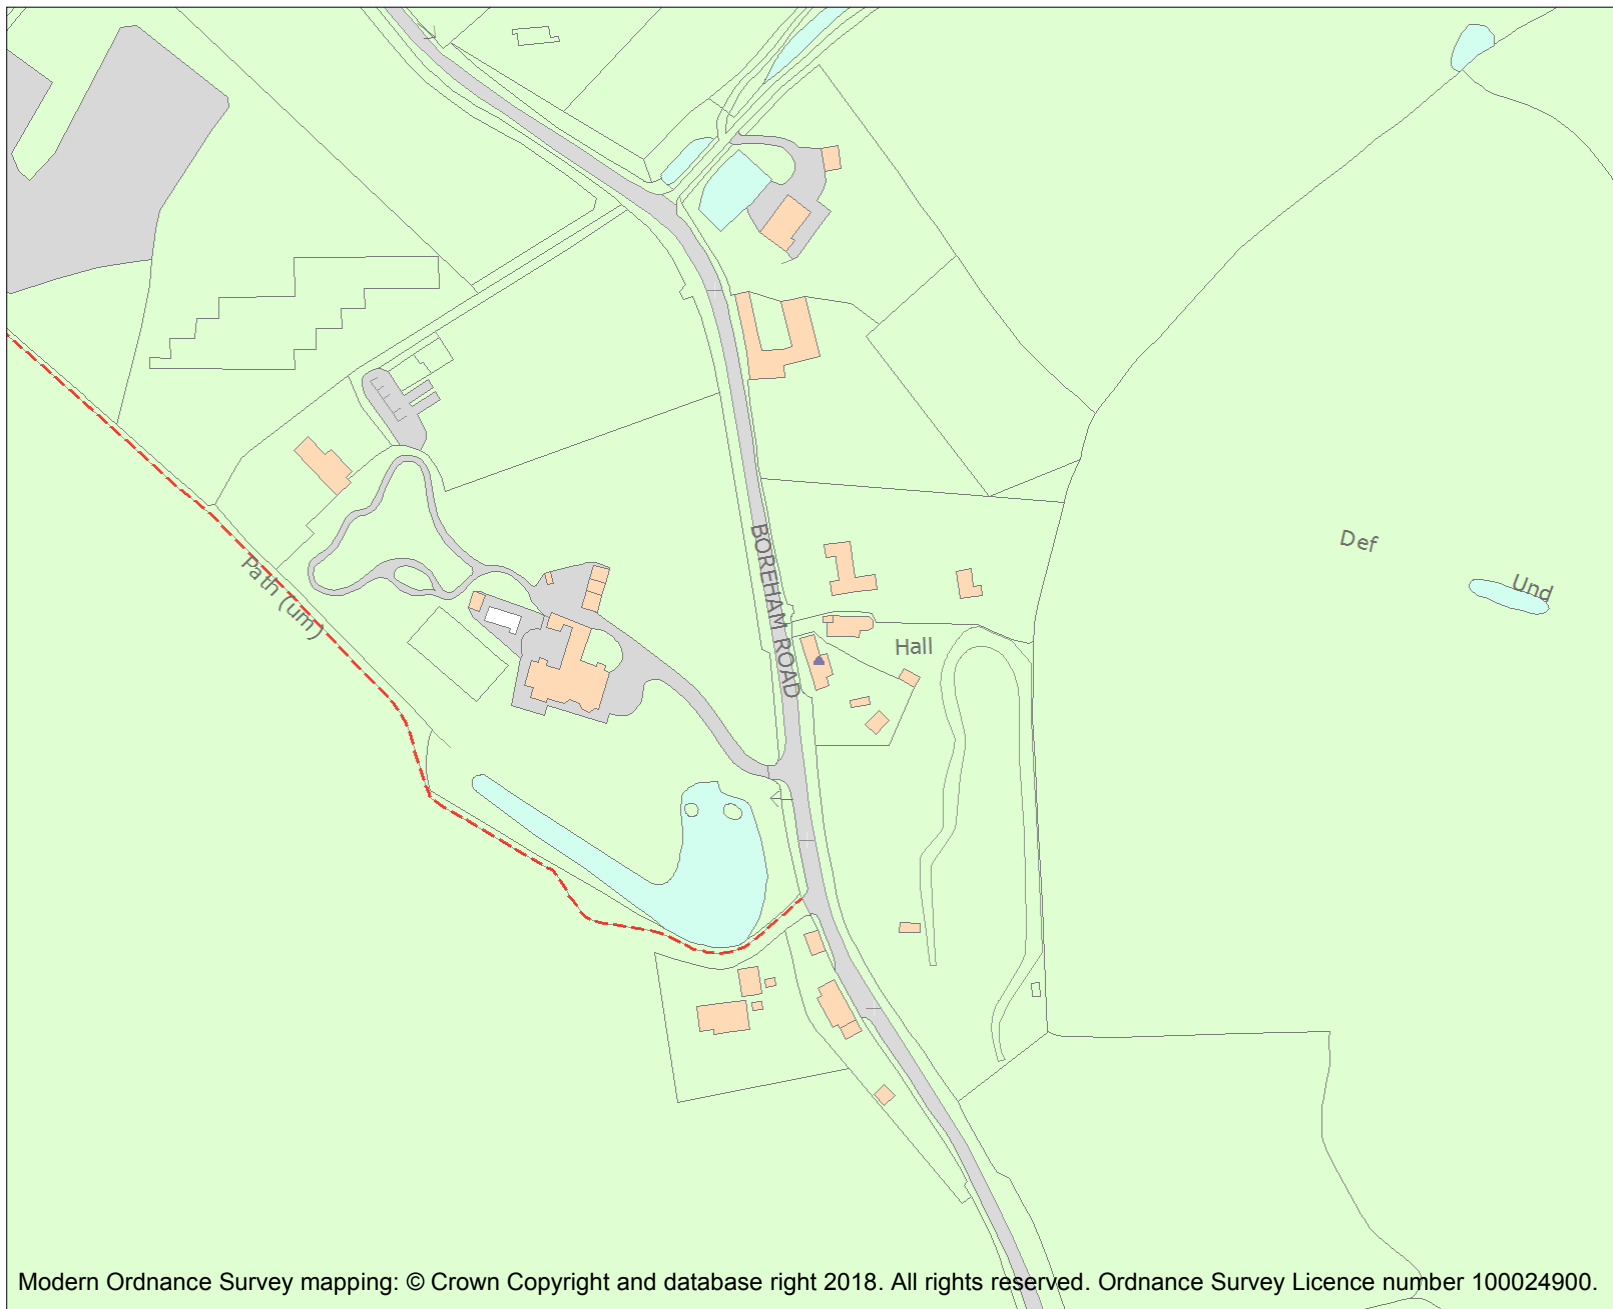 BOREHAM ROAD
Def
Und
Path (um)
Hall
Modern Ordnance Survey mapping: © Crown Copyright and database right 2018. All rights reserved. Ordnance Survey Licence number 100024900.